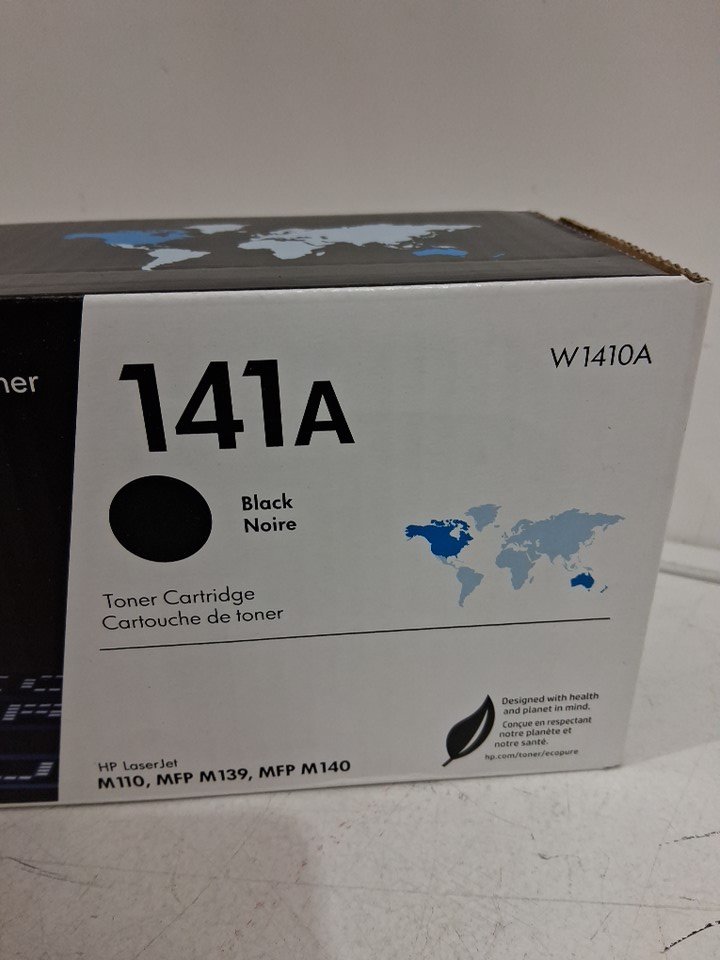 141A
W1410A
Black
Noire
Toner Cartridge
Cartouche de toner
Designed with health
and planet in mind.
Conçue en respectant
notre planète et
notre santé.
hp.com/toner/ecopure
HP LaserJet
M110, MFP M139, MFP M140